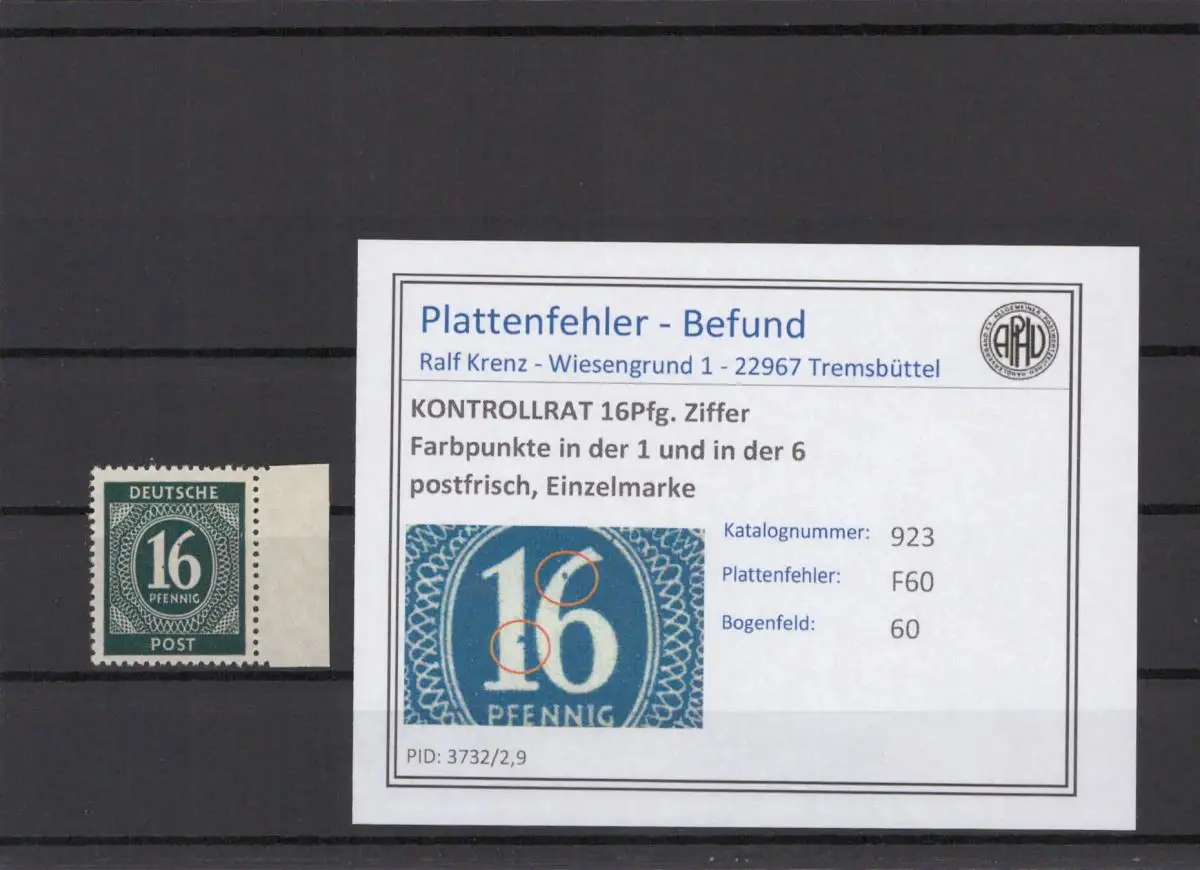 DEUTSCHE
16
PFENNIG
POST
Plattenfehler - Befund
Ralf Krenz - Wiesengrund 1 - 22967 Tremsbüttel
APHV
KONTROLLRAT 16Pfg. Ziffer
Farbpunkte in der 1 und in der 6
postfrisch, Einzelmarke
16
PFENNIG
Katalognummer: 923
Plattenfehler: F60
Bogenfeld: 60
PID: 3732/2,9